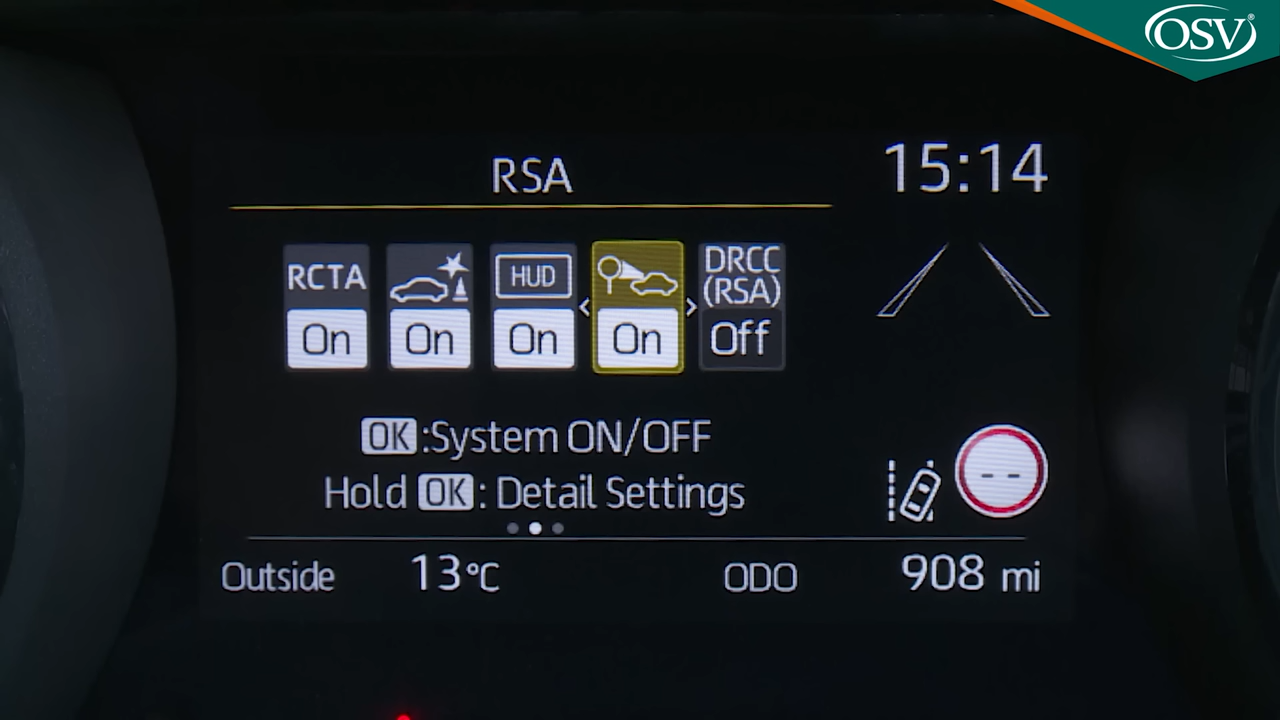 OSV®
RSA
15:14
RCTA
On
On
HUD
On
On
DRCC
(RSA)
Off
OK:System ON/OFF
Hold OK: Detail Settings
--
Outside 13°C ODO 908 mi